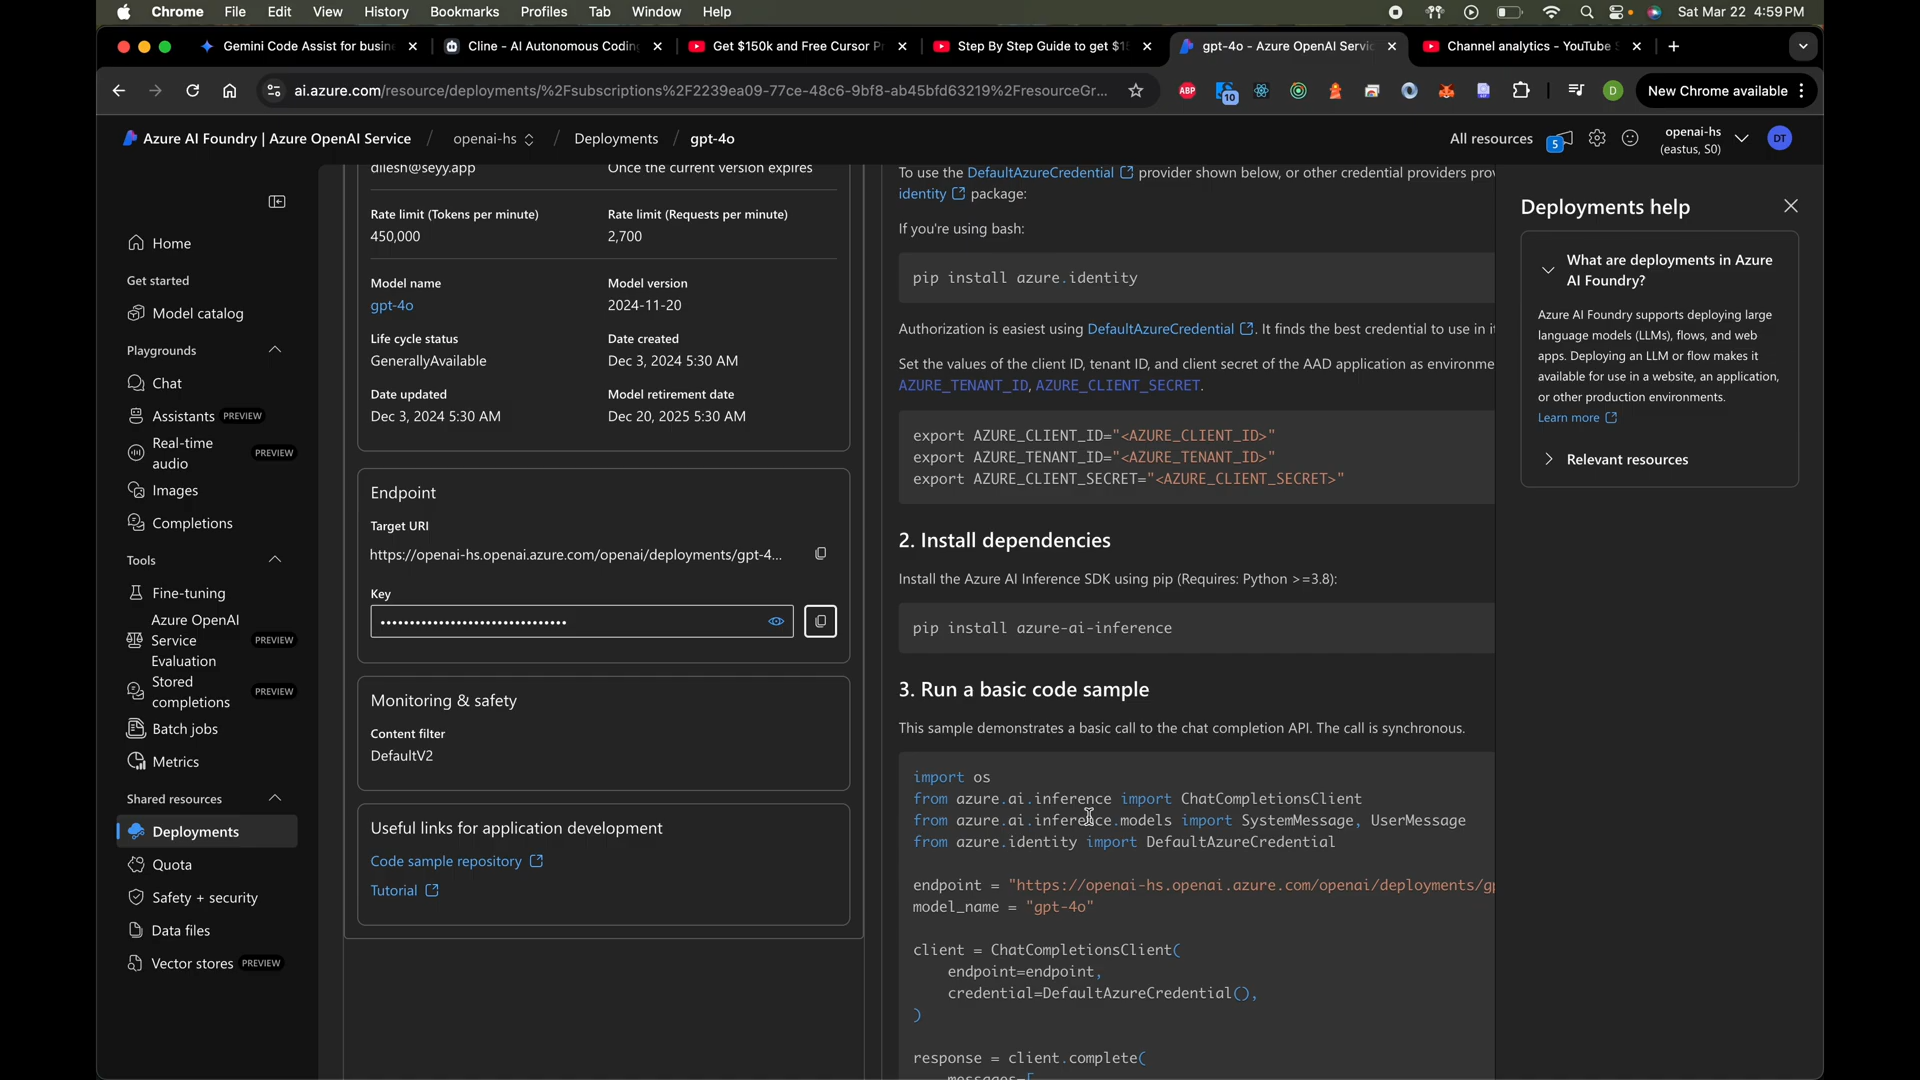 Chrome File Edit View History Bookmarks Profiles Tab Window Help Sat Mar 22 4:59 PM
Gemini Code Assist for busin Cline - AI Autonomous Coding Get $150k and Free Cursor P Step By Step Guide to get $1 gpt-4o - Azure OpenAI Servic Channel analytics - YouTube S
ai.azure.com/resource/deployments/%2Fsubscriptions%2F2239ea09-77ce-48c6-9bf8-ab45bfd63219%2FresourceGr... ABP 10 D New Chrome available
Azure AI Foundry | Azure OpenAI Service / openai-hs / Deployments / gpt-4o All resources 5 openai-hs (eastus, S0) DT
Home
Get started
Model catalog
Playgrounds
Chat
Assistants PREVIEW
Real-time audio PREVIEW
Images
Completions
Tools
Fine-tuning
Azure OpenAI Service Evaluation PREVIEW
Stored completions PREVIEW
Batch jobs
Metrics
Shared resources
Deployments
Quota
Safety + security
Data files
Vector stores PREVIEW
dilesh@seyy.app Once the current version expires
Rate limit (Tokens per minute) Rate limit (Requests per minute)
450,000 2,700
Model name Model version
gpt-4o 2024-11-20
Life cycle status Date created
GenerallyAvailable Dec 3, 2024 5:30 AM
Date updated Model retirement date
Dec 3, 2024 5:30 AM Dec 20, 2025 5:30 AM
Endpoint
Target URI
https://openai-hs.openai.azure.com/openai/deployments/gpt-4...
Key
••••••••••••••••••••••••••••••••
Monitoring & safety
Content filter
DefaultV2
Useful links for application development
Code sample repository
Tutorial
To use the DefaultAzureCredential provider shown below, or other credential providers prov
identity package:
If you're using bash:
pip install azure.identity
Authorization is easiest using DefaultAzureCredential. It finds the best credential to use in it
Set the values of the client ID, tenant ID, and client secret of the AAD application as environme
AZURE_TENANT_ID, AZURE_CLIENT_SECRET.
export AZURE_CLIENT_ID="<AZURE_CLIENT_ID>"
export AZURE_TENANT_ID="<AZURE_TENANT_ID>"
export AZURE_CLIENT_SECRET="<AZURE_CLIENT_SECRET>"
2. Install dependencies
Install the Azure AI Inference SDK using pip (Requires: Python >=3.8):
pip install azure-ai-inference
3. Run a basic code sample
This sample demonstrates a basic call to the chat completion API. The call is synchronous.
import os
from azure.ai.inference import ChatCompletionsClient
from azure.ai.inference.models import SystemMessage, UserMessage
from azure.identity import DefaultAzureCredential
endpoint = "https://openai-hs.openai.azure.com/openai/deployments/gp
model_name = "gpt-4o"
client = ChatCompletionsClient(
endpoint=endpoint,
credential=DefaultAzureCredential(),
)
response = client.complete(
messages=[
Deployments help
What are deployments in Azure
AI Foundry?
Azure AI Foundry supports deploying large
language models (LLMs), flows, and web
apps. Deploying an LLM or flow makes it
available for use in a website, an application,
or other production environments.
Learn more
Relevant resources